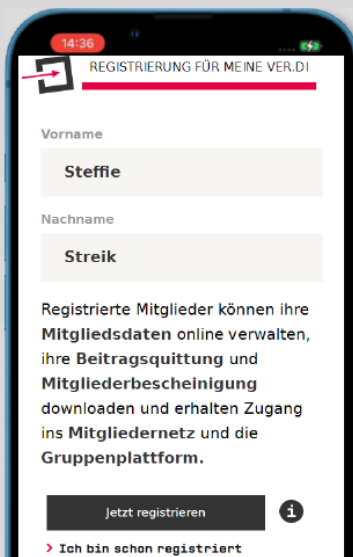 14:36
REGISTRIERUNG FÜR MEINE VER.DI
Vorname
Steffie
Nachname
Streik
Registrierte Mitglieder können ihre
Mitgliedsdaten online verwalten,
ihre Beitragsquittung und
Mitgliederbescheinigung
downloaden und erhalten Zugang
ins Mitgliedernetz und die
Gruppenplattform.
Jetzt registrieren
i
> Ich bin schon registriert